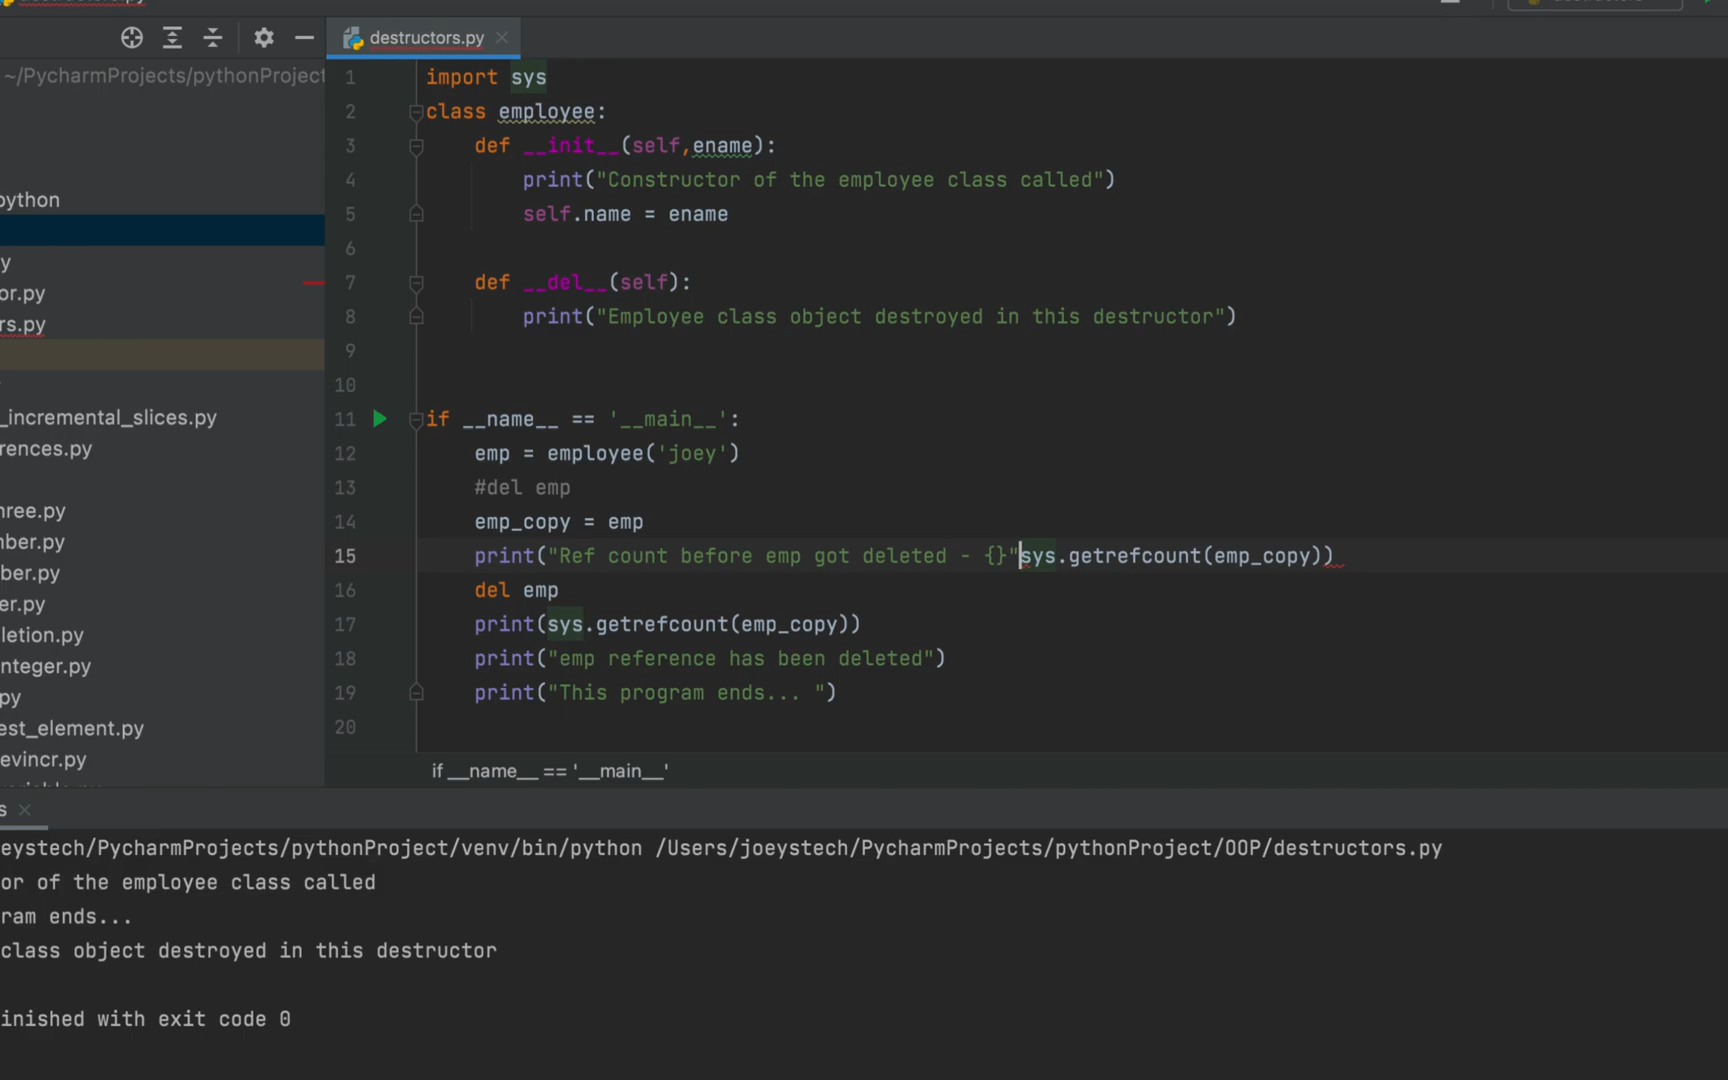 destructors.py
~/PycharmProjects/pythonProject
python
y
or.py
rs.py
_incremental_slices.py
rences.py
hree.py
nber.py
ber.py
er.py
letion.py
nteger.py
py
est_element.py
evincr.py
1 import sys
2 class employee:
3 def __init__(self,ename):
4 print("Constructor of the employee class called")
5 self.name = ename
6
7 def __del__(self):
8 print("Employee class object destroyed in this destructor")
9
10
11 if __name__ == '__main__':
12 emp = employee('joey')
13 #del emp
14 emp_copy = emp
15 print("Ref count before emp got deleted - {}"sys.getrefcount(emp_copy))
16 del emp
17 print(sys.getrefcount(emp_copy))
18 print("emp reference has been deleted")
19 print("This program ends... ")
20
if __name__ == '__main__'
s
eystech/PycharmProjects/pythonProject/venv/bin/python /Users/joeystech/PycharmProjects/pythonProject/OOP/destructors.py
or of the employee class called
ram ends...
class object destroyed in this destructor
inished with exit code 0